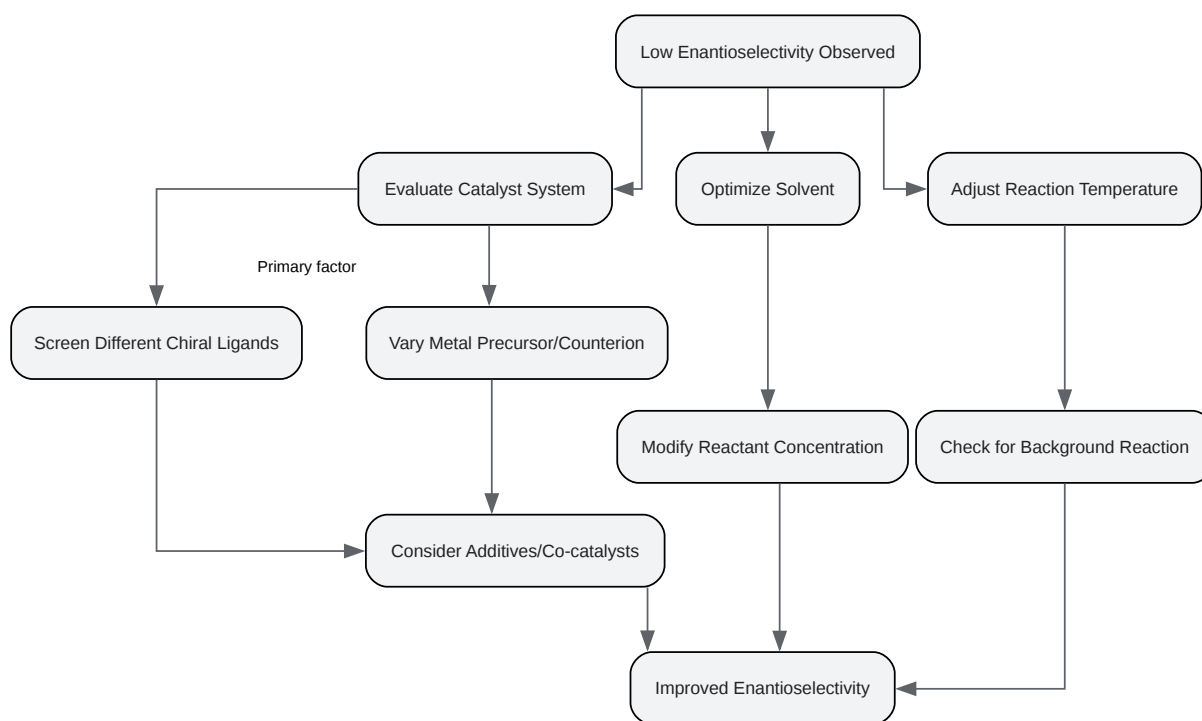 Low Enantioselectivity Observed
Evaluate Catalyst System
Optimize Solvent
Adjust Reaction Temperature
Primary factor
Screen Different Chiral Ligands
Vary Metal Precursor/Counterion
Modify Reactant Concentration
Check for Background Reaction
Consider Additives/Co-catalysts
Improved Enantioselectivity